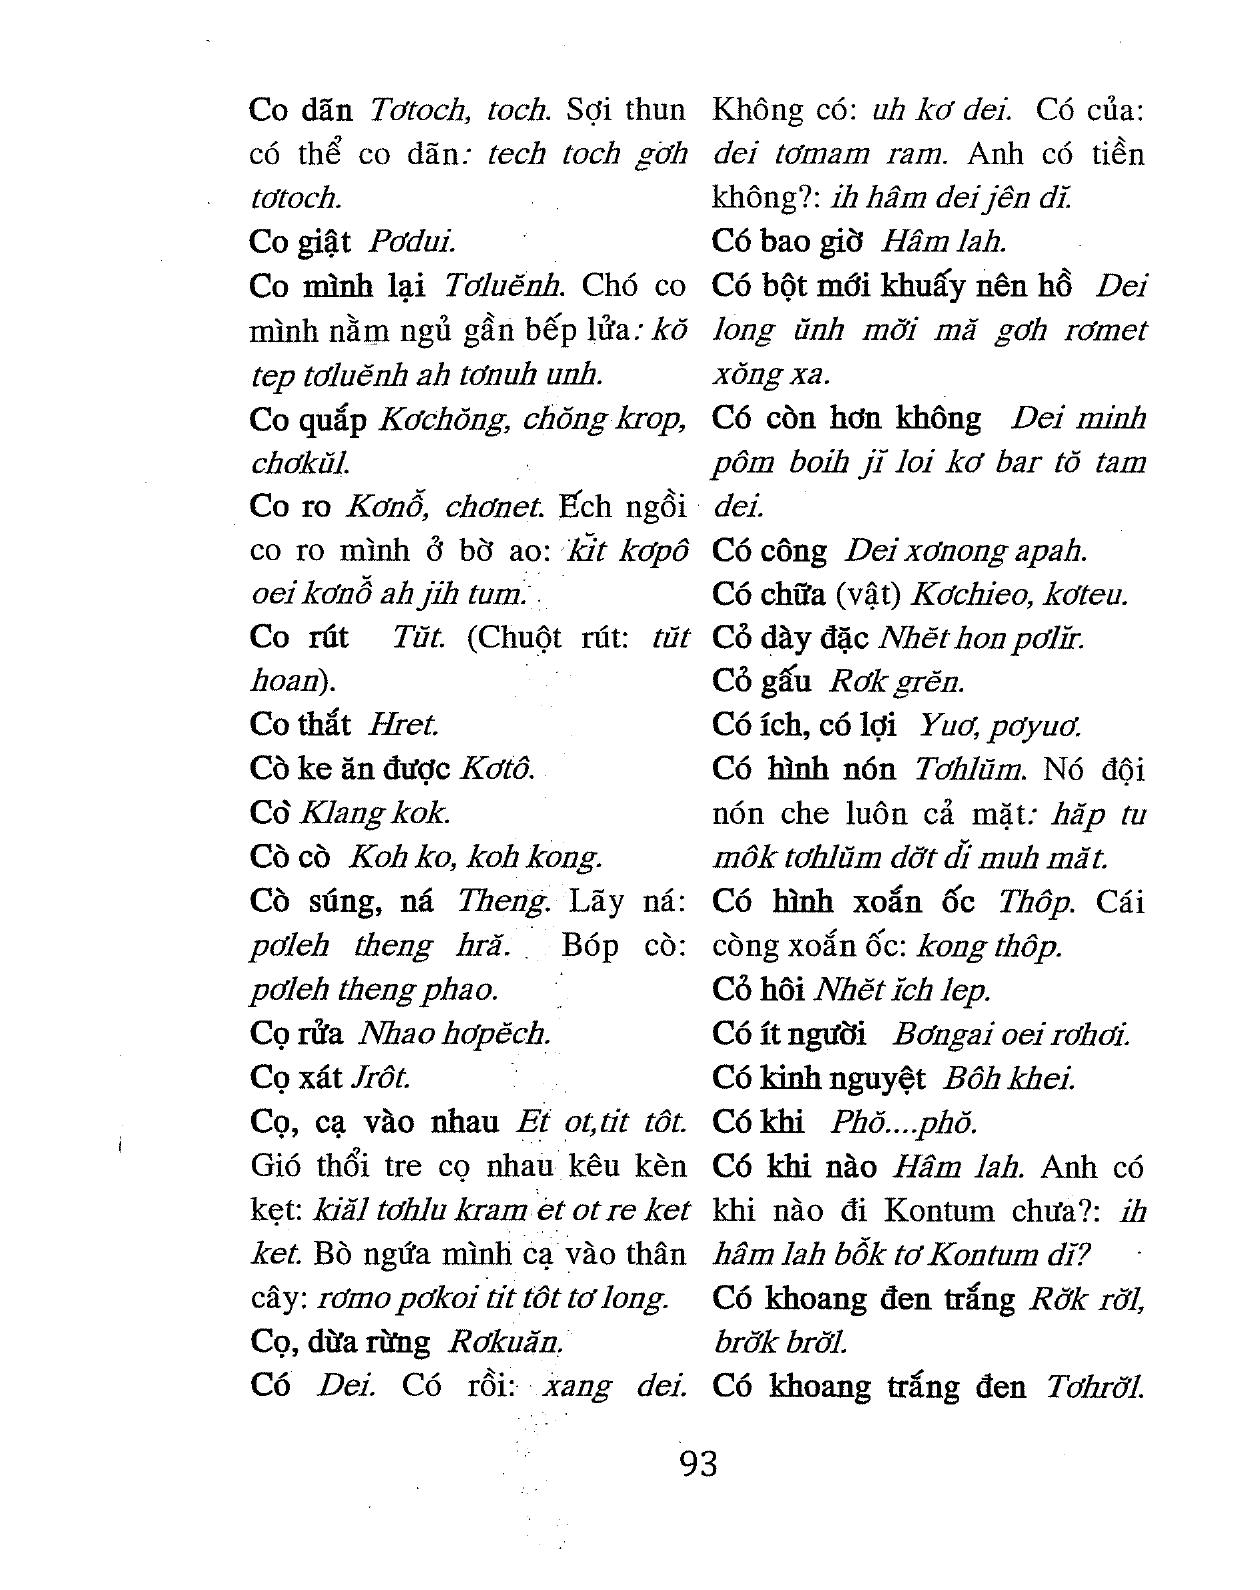 Co dãn Tơtoch, toch. Sợi thun
có thể co dãn: tech toch gơ̆h
tơtoch.
Co giật Pơdui.
Co mình lại Tơluĕnh. Chó co
mình nằm ngủ gần bếp lửa: kŏ
tep tơluĕnh ah tơnuh unh.
Co quắp Kơchŏng, chŏng krop,
chơkŭl.
Co ro Kơnô̆, chơnet. Ếch ngồi
co ro mình ở bờ ao: kĭt kơpô
oei kơnô̆ ah jih tum.
Co rút Tŭt. (Chuột rút: tŭt
hoan).
Co thắt Hret.
Cò ke ăn được Kơtô.
Cò Klang kok.
Cò cò Koh ko, koh kong.
Cò súng, ná Theng. Lãy ná:
pơleh theng hră. Bóp cò:
pơleh theng phao.
Cọ rửa Nhao hơpĕch.
Cọ xát Jrôt.
Cọ, cạ vào nhau Et ot, tit tôt.
Gió thổi tre cọ nhau kêu kèn
kẹt: kiăl tơhlu kram et ot re ket
ket. Bò ngứa mình cạ vào thân
cây: rơmo pơkoi tit tôt tơ long.
Cọ, dừa rừng Rơkuăn.
Có Dei. Có rồi: xang dei.
Không có: uh kơ dei. Có của:
dei tơmam ram. Anh có tiền
không?: ih hâm dei jên dĭ.
Có bao giờ Hâm lah.
Có bột mới khuấy nên hồ Dei
long ŭnh mơ̆i mă gơh rơmet
xŏng xa.
Có còn hơn không Dei minh
pôm boih jĭ loi kơ bar tŏ tam
dei.
Có công Dei xơnong apah.
Có chữa (vật) Kơchieo, kơteu.
Cỏ dày đặc Nhĕt hon pơlĭr.
Cỏ gấu Rơk grĕn.
Có ích, có lợi Yuơ, pơyuơ.
Có hình nón Tơhlŭm. Nó đội
nón che luôn cả mặt: hăp tu
môk tơhlŭm dơ̆t dĭ muh măt.
Có hình xoắn ốc Thôp. Cái
còng xoắn ốc: kong thôp.
Cỏ hôi Nhĕt ĭch lep.
Có ít người Bơngai oei rơhơi.
Có kinh nguyệt Bôh khei.
Có khi Phŏ....phŏ.
Có khi nào Hâm lah. Anh có
khi nào đi Kontum chưa?: ih
hâm lah bô̆k tơ Kontum dĭ?
Có khoang đen trắng Rơ̆k rơ̆l,
brơ̆k brơ̆l.
Có khoang trắng đen Tơhrơ̆l.
93